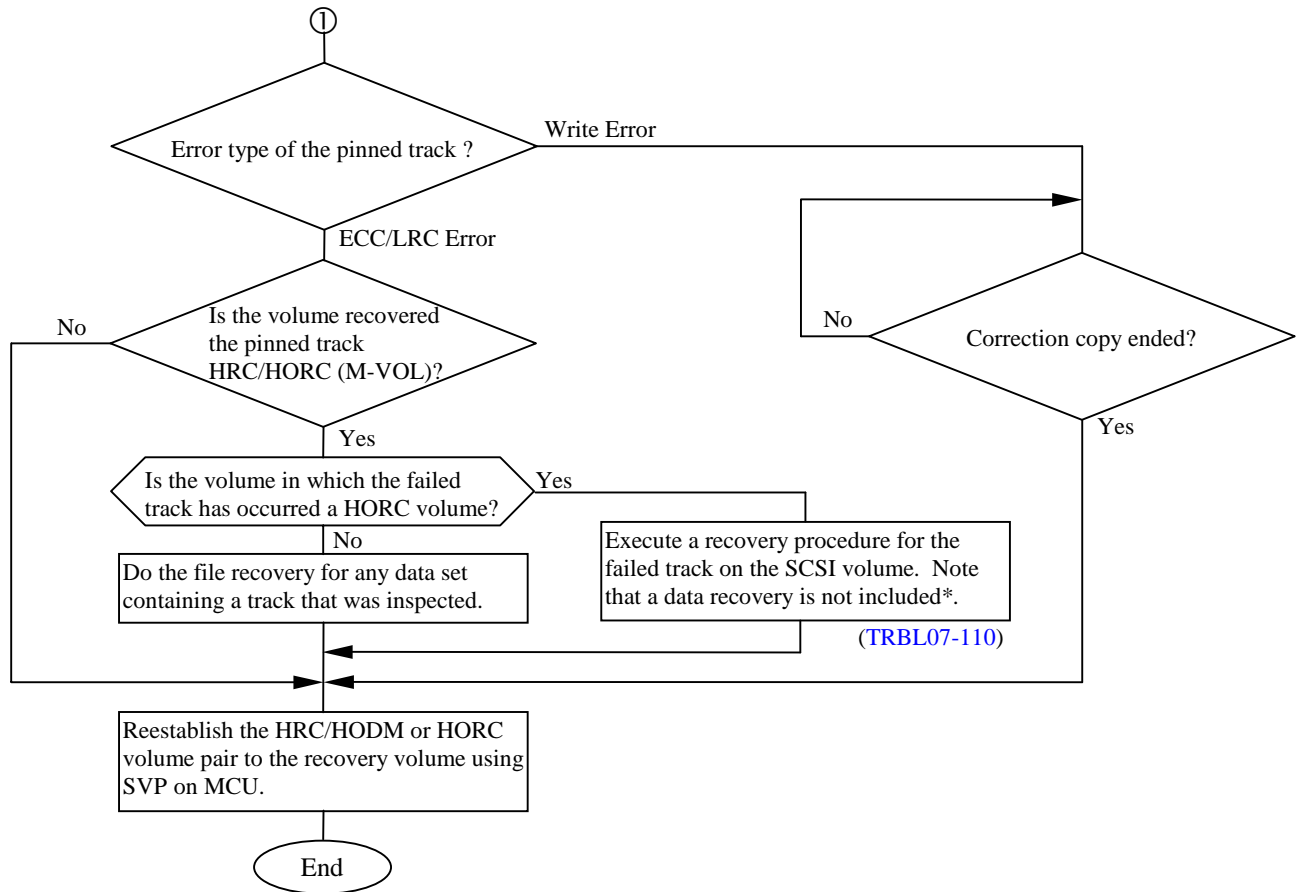 ①
Error type of the pinned track ?
Write Error
ECC/LRC Error
Is the volume recovered
the pinned track
HRC/HORC (M-VOL)?
No
Yes
Correction copy ended?
No
Yes
Is the volume in which the failed
track has occurred a HORC volume?
Yes
No
Execute a recovery procedure for the
failed track on the SCSI volume.  Note
that a data recovery is not included*.
(TRBL07-110)
Do the file recovery for any data set
containing a track that was inspected.
Reestablish the HRC/HODM or HORC
volume pair to the recovery volume using
SVP on MCU.
End